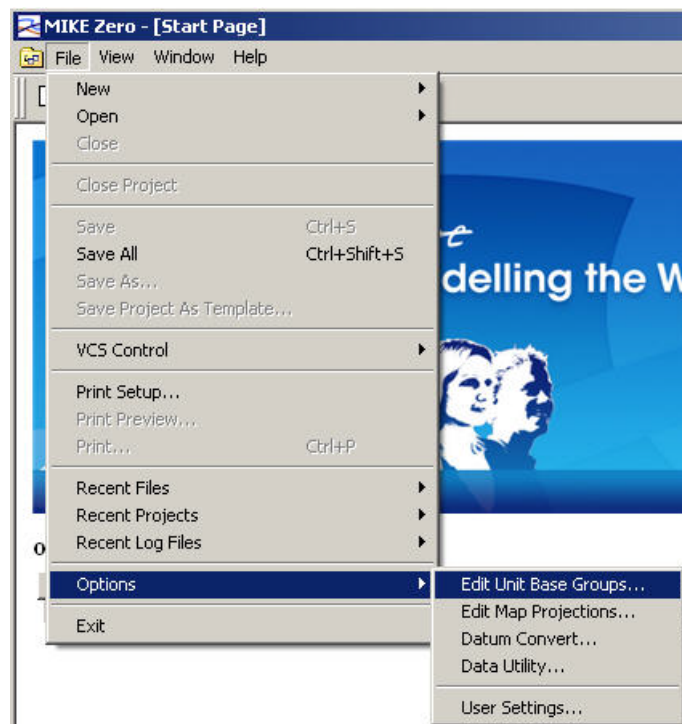 MIKE Zero - [Start Page]
File View Window Help
New
Open
Close
Close Project
Save Ctrl+S
Save All Ctrl+Shift+S
Save As...
Save Project As Template...
VCS Control
Print Setup...
Print Preview...
Print... Ctrl+P
Recent Files
Recent Projects
Recent Log Files
Options
Exit
Edit Unit Base Groups...
Edit Map Projections...
Datum Convert...
Data Utility...
User Settings...
delling the W